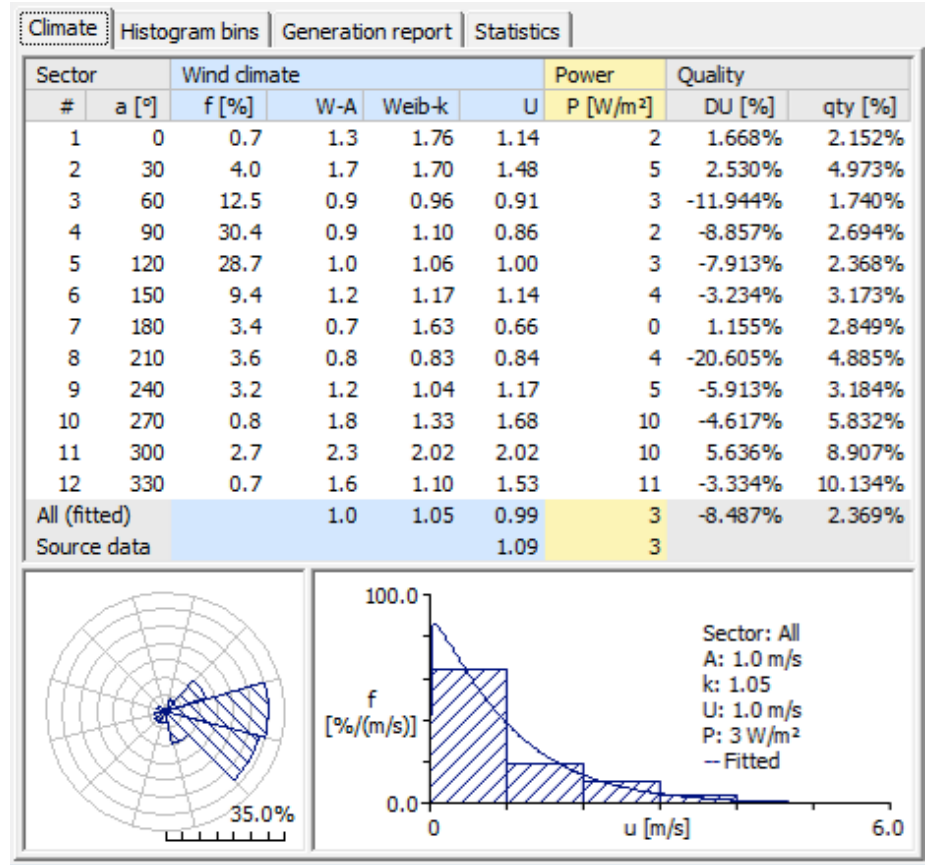 Climate Histogram bins Generation report Statistics
Sector Wind climate Power Quality
# a [°] f [%] W-A Weib-k U P [W/m²] DU [%] qty [%]
1 0 0.7 1.3 1.76 1.14 2 1.668% 2.152%
2 30 4.0 1.7 1.70 1.48 5 2.530% 4.973%
3 60 12.5 0.9 0.96 0.91 3 -11.944% 1.740%
4 90 30.4 0.9 1.10 0.86 2 -8.857% 2.694%
5 120 28.7 1.0 1.06 1.00 3 -7.913% 2.368%
6 150 9.4 1.2 1.17 1.14 4 -3.234% 3.173%
7 180 3.4 0.7 1.63 0.66 0 1.155% 2.849%
8 210 3.6 0.8 0.83 0.84 4 -20.605% 4.885%
9 240 3.2 1.2 1.04 1.17 5 -5.913% 3.184%
10 270 0.8 1.8 1.33 1.68 10 -4.617% 5.832%
11 300 2.7 2.3 2.02 2.02 10 5.636% 8.907%
12 330 0.7 1.6 1.10 1.53 11 -3.334% 10.134%
All (fitted) 1.0 1.05 0.99 3 -8.487% 2.369%
Source data 1.09 3
35.0%
100.0
f
[%/(m/s)]
0.0
0 u [m/s] 6.0
Sector: All
A: 1.0 m/s
k: 1.05
U: 1.0 m/s
P: 3 W/m²
-- Fitted